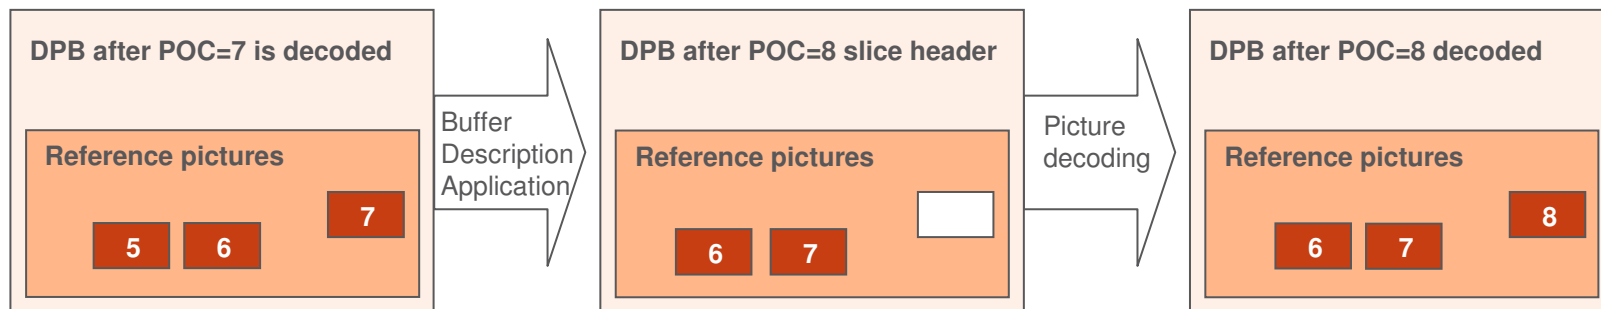 DPB after POC=7 is decoded
Reference pictures
7
5 6
Buffer
Description
Application
DPB after POC=8 slice header
Reference pictures
6 7
Picture
decoding
DPB after POC=8 decoded
Reference pictures
8
6 7